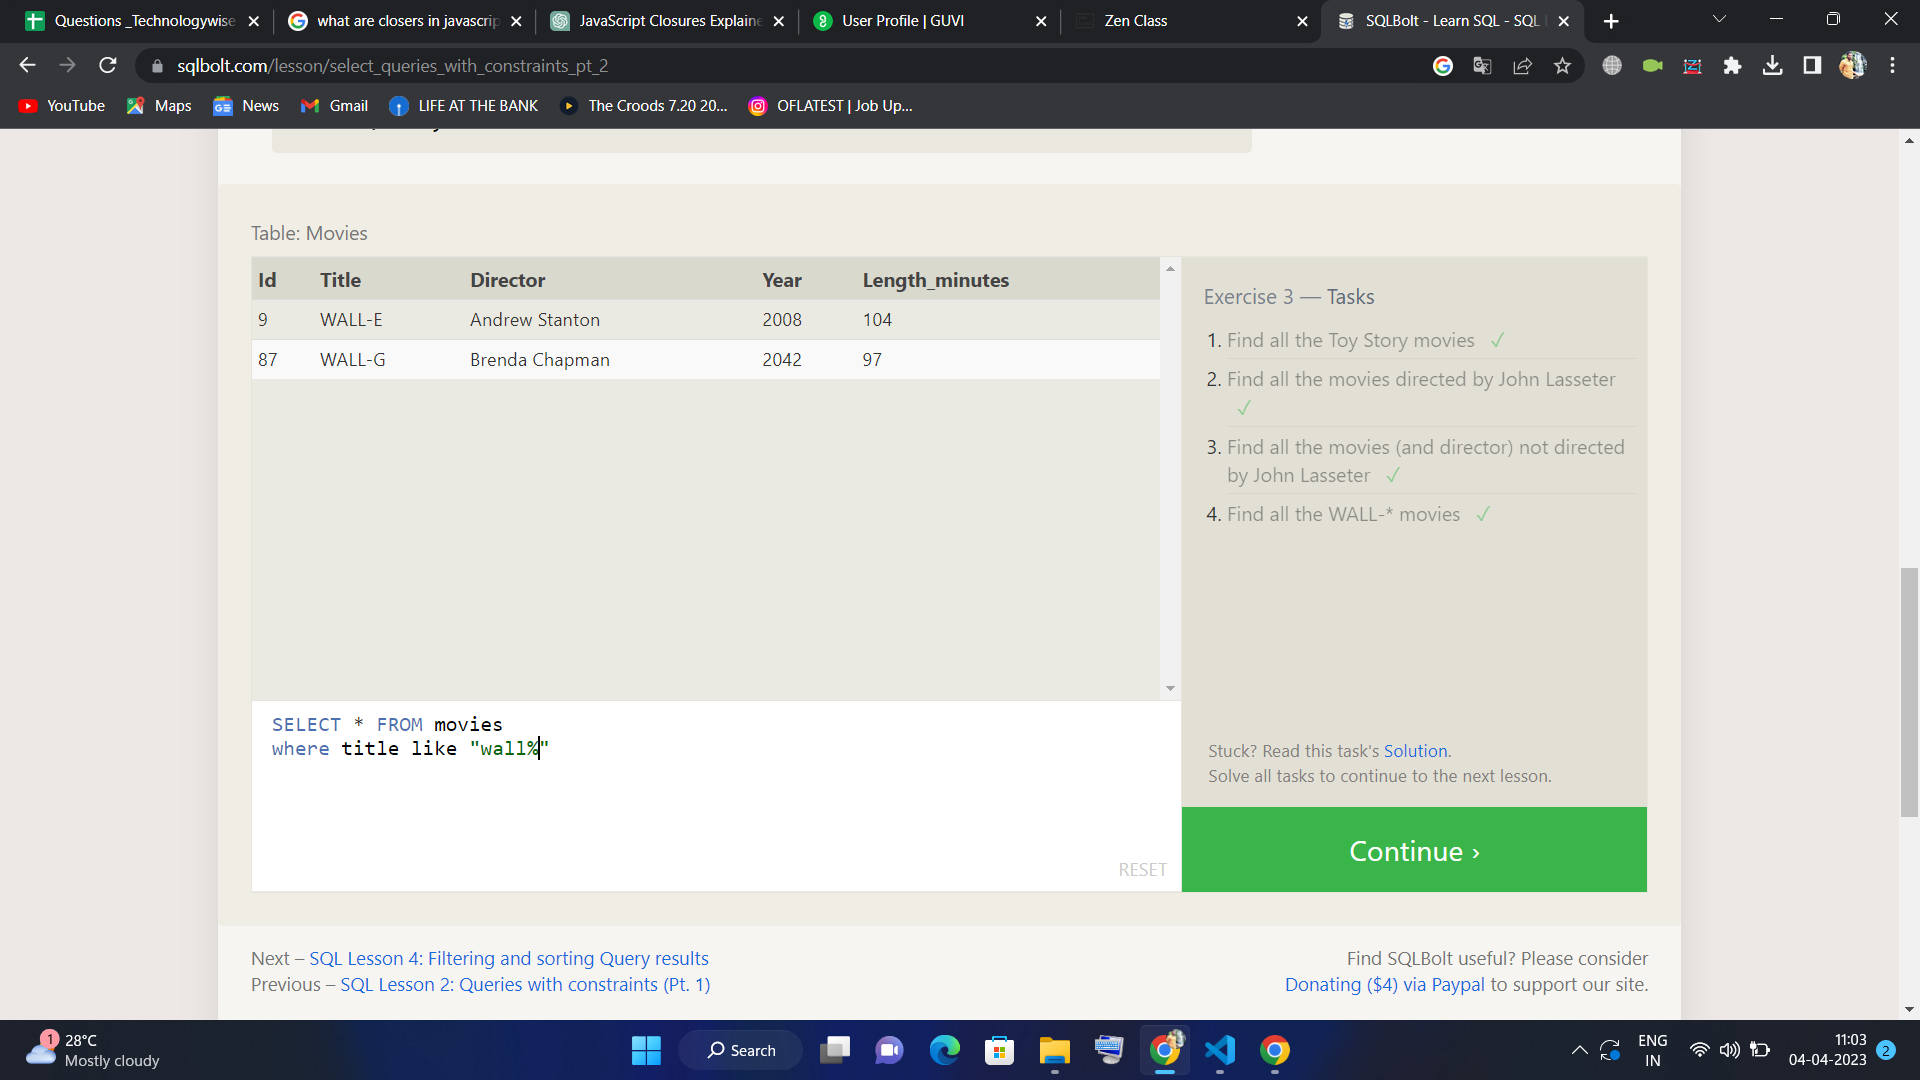 Questions _Technologywise
what are closers in javascrip
JavaScript Closures Explaine
User Profile | GUVI
Zen Class
SQLBolt - Learn SQL - SQL
sqlbolt.com/lesson/select_queries_with_constraints_pt_2
YouTube
Maps
News
Gmail
LIFE AT THE BANK
The Croods 7.20 20...
OFLATEST | Job Up...
Table: Movies
Id Title Director Year Length_minutes
9 WALL-E Andrew Stanton 2008 104
87 WALL-G Brenda Chapman 2042 97
SELECT * FROM movies
where title like "wall%"
RESET
Exercise 3 — Tasks
1. Find all the Toy Story movies ✓
2. Find all the movies directed by John Lasseter
✓
3. Find all the movies (and director) not directed
by John Lasseter ✓
4. Find all the WALL-* movies ✓
Stuck? Read this task's Solution.
Solve all tasks to continue to the next lesson.
Continue ›
Next – SQL Lesson 4: Filtering and sorting Query results
Previous – SQL Lesson 2: Queries with constraints (Pt. 1)
Find SQLBolt useful? Please consider
Donating ($4) via Paypal to support our site.
1
28°C
Mostly cloudy
Search
ENG
IN
11:03
04-04-2023
2